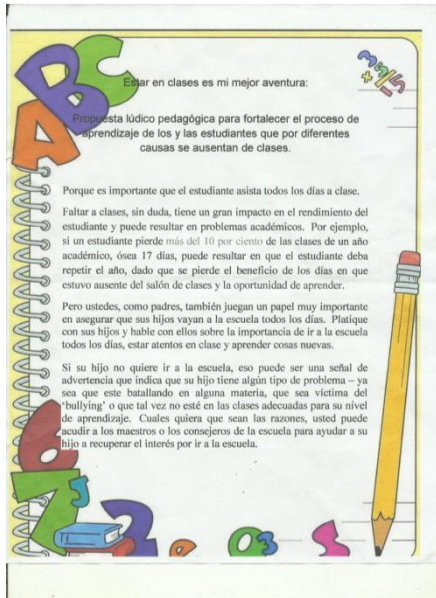 Estar en clases es mi mejor aventura:
Propuesta lúdico pedagógica para fortalecer el proceso de
aprendizaje de los y las estudiantes que por diferentes
causas se ausentan de clases.
Porque es importante que el estudiante asista todos los días a clase.
Faltar a clases, sin duda, tiene un gran impacto en el rendimiento del
estudiante y puede resultar en problemas académicos. Por ejemplo,
si un estudiante pierde más del 10 por ciento de las clases de un año
académico, ósea 17 días, puede resultar en que el estudiante deba
repetir el año, dado que se pierde el beneficio de los días en que
estuvo ausente del salón de clases y la oportunidad de aprender.
Pero ustedes, como padres, también juegan un papel muy importante
en asegurar que sus hijos vayan a la escuela todos los días. Platique
con sus hijos y hable con ellos sobre la importancia de ir a la escuela
todos los días, estar atentos en clase y aprender cosas nuevas.
Si su hijo no quiere ir a la escuela, eso puede ser una señal de
advertencia que indica que su hijo tiene algún tipo de problema – ya
sea que este batallando en alguna materia, que sea víctima del
'bullying' o que tal vez no esté en las clases adecuadas para su nivel
de aprendizaje. Cuales quiera que sean las razones, usted puede
acudir a los maestros o los consejeros de la escuela para ayudar a su
hijo a recuperar el interés por ir a la escuela.